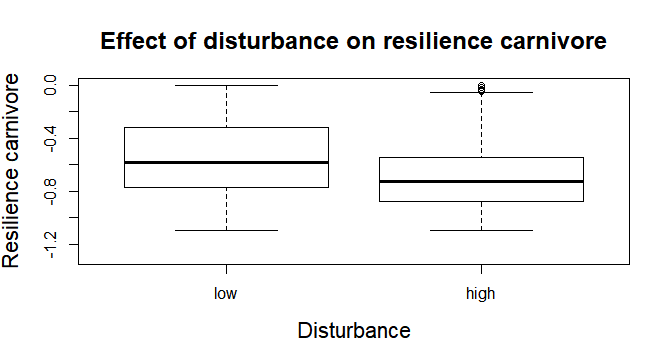 Effect of disturbance on resilience carnivore
Resilience carnivore
0.0
-0.4
-0.8
-1.2
low
high
Disturbance